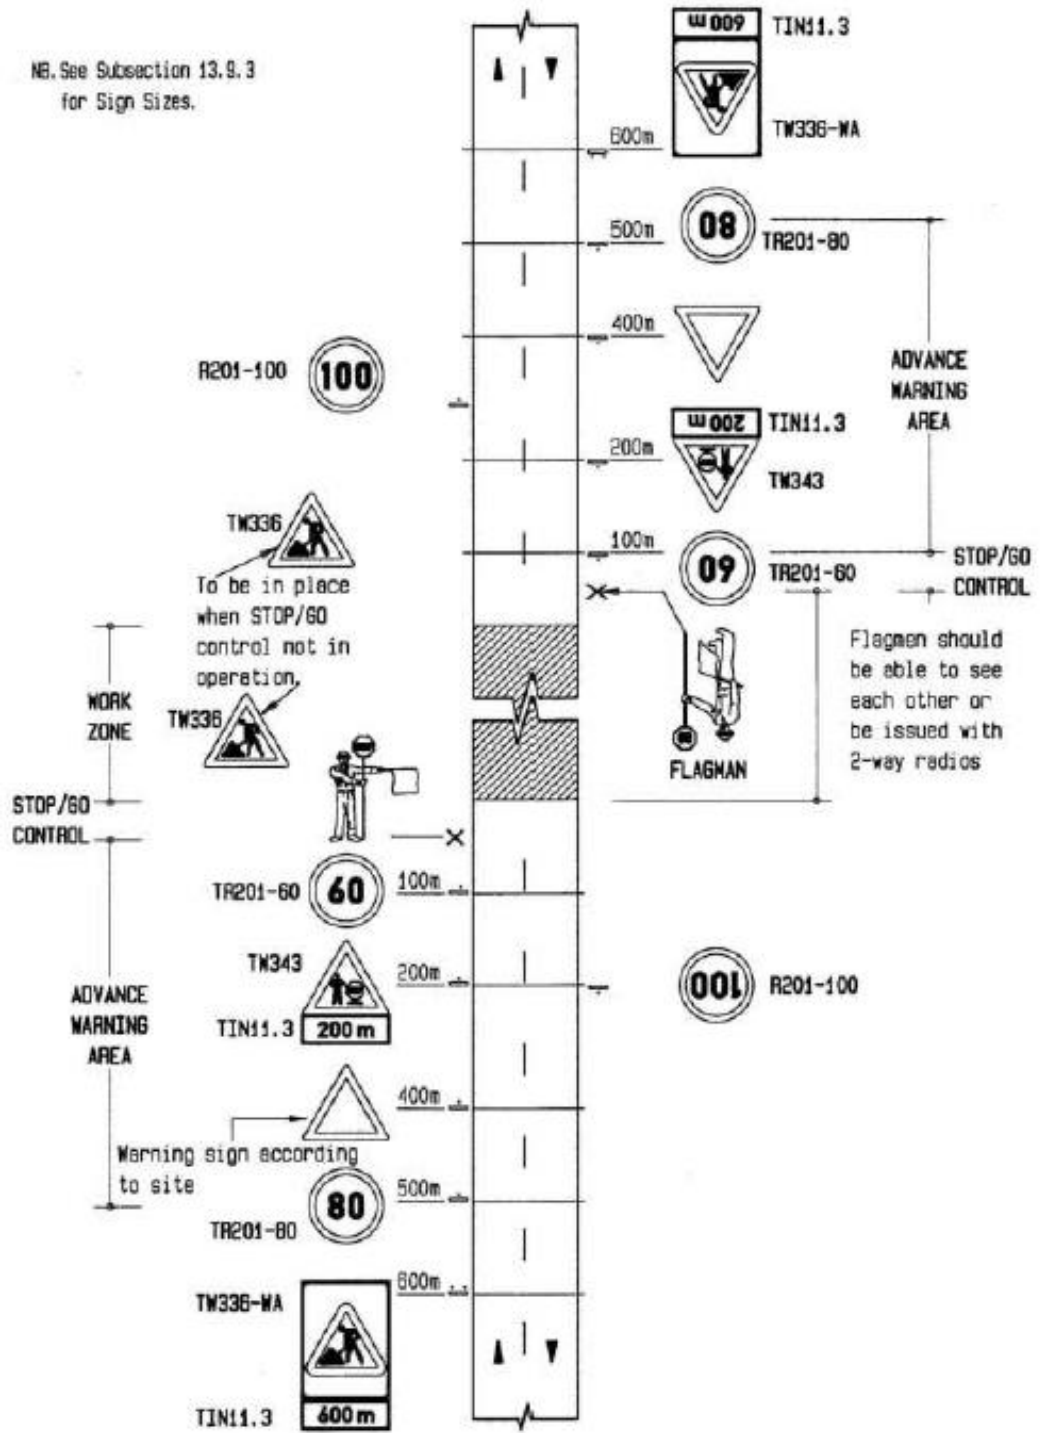 NB. See Subsection 13.9.3
for Sign Sizes.
600 m
TIN11.3
TW336-WA
600m
80
TR201-80
500m
400m
R201-100
100
ADVANCE
WARNING
AREA
200 m
TIN11.3
200m
TW343
TW336
100m
60
TR201-60
STOP/GO
CONTROL
To be in place
when STOP/GO
control not in
operation.
Flagmen should
be able to see
each other or
be issued with
2-way radios
WORK
ZONE
TW336
FLAGMAN
STOP/GO
CONTROL
TR201-60
60
100m
TW343
200m
TIN11.3
200 m
100
R201-100
ADVANCE
WARNING
AREA
400m
Warning sign according
to site
500m
80
TR201-80
600m
TW336-WA
TIN11.3
600 m